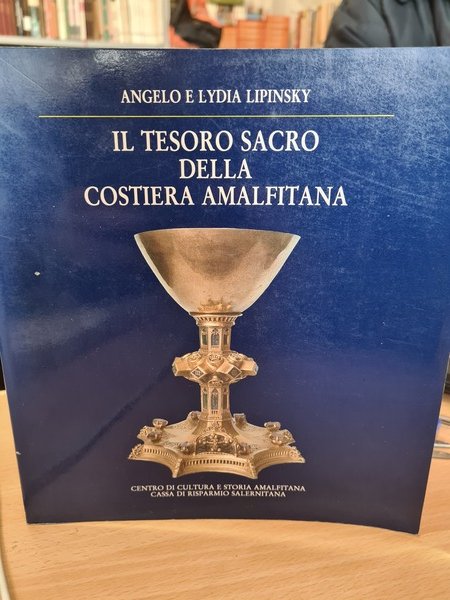 ANGELO E LYDIA LIPINSKY
IL TESORO SACRO
DELLA
COSTIERA AMALFITANA
CENTRO DI CULTURA E STORIA AMALFITANA
CASSA DI RISPARMIO SALERNITANA